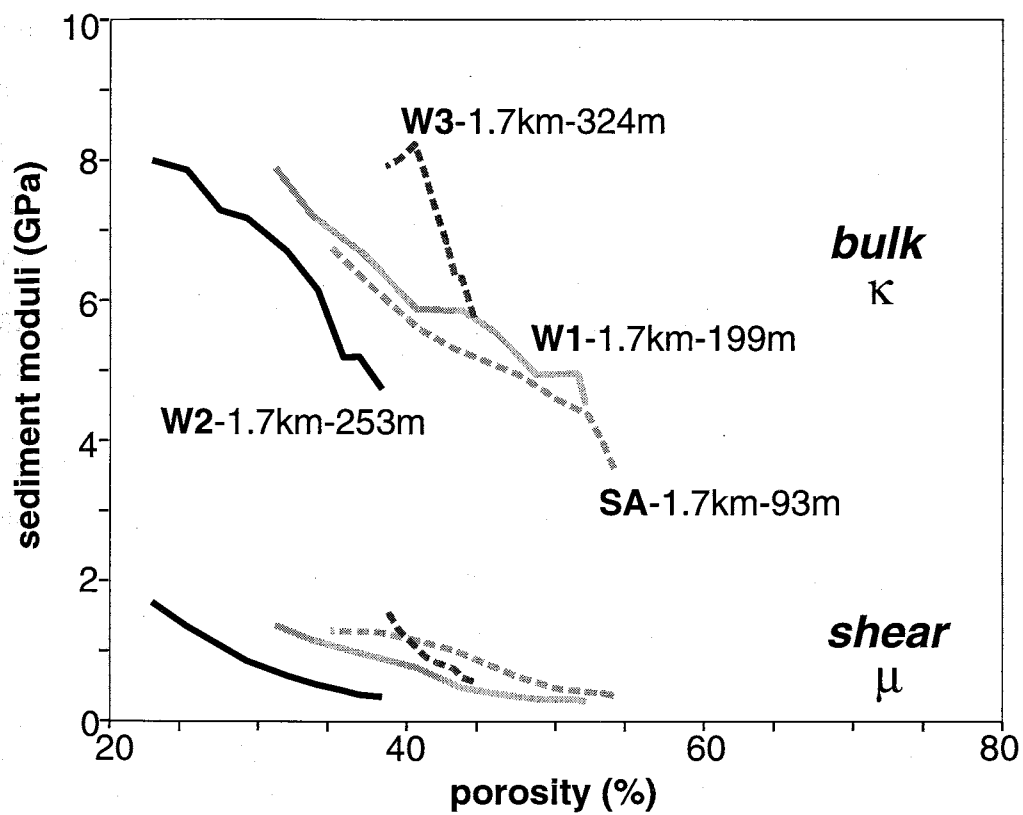 10
W3-1.7km-324m
8
bulk
κ
6
W1-1.7km-199m
W2-1.7km-253m
4
SA-1.7km-93m
2
shear
μ
0
20
40
60
80
porosity (%)
sediment moduli (GPa)